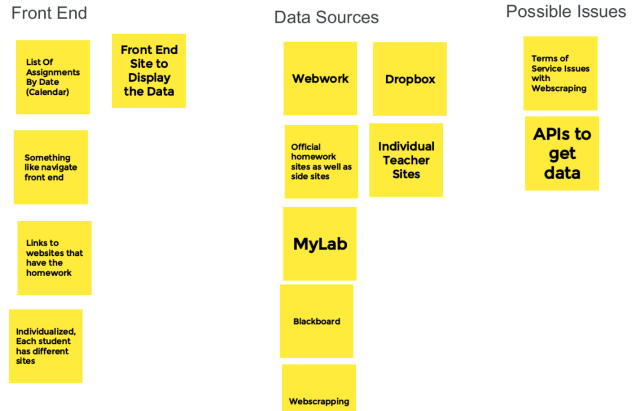 Front End
List Of
Assignments
By Date
(Calendar)
Front End
Site to
Display
the Data
Something
like navigate
front end
Links to
websites that
have the
homework
Individualized,
Each student
has different
sites
Data Sources
Webwork
Dropbox
Official
homework
sites as well as
side sites
Individual
Teacher
Sites
MyLab
Blackboard
Webscrapping
Possible Issues
Terms of
Service Issues
with
Webscraping
APIs to
get
data